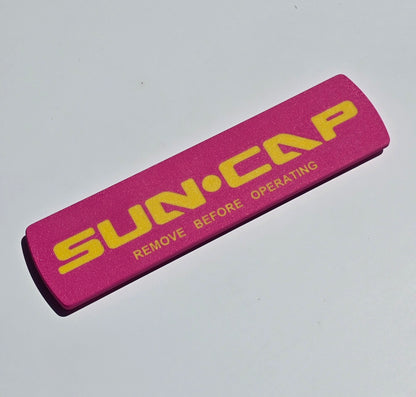 SUN•CAP
REMOVE BEFORE OPERATING